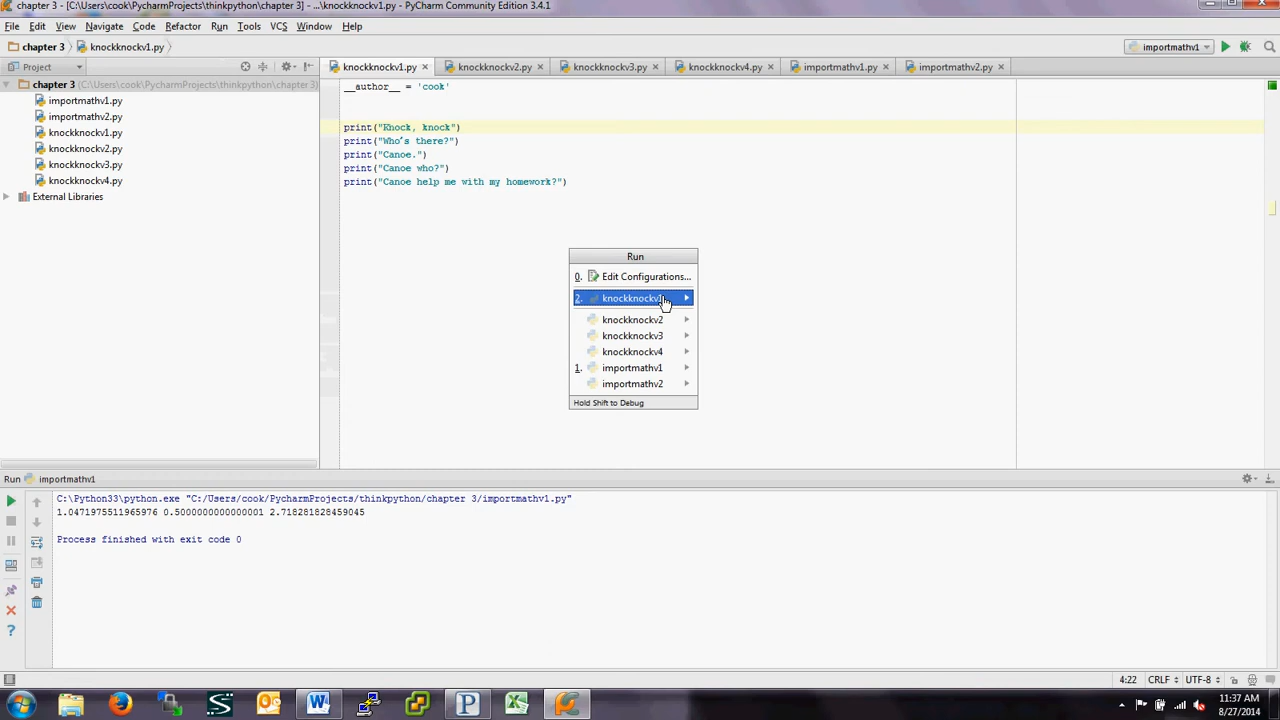 chapter 3 - [C:\Users\cook\PycharmProjects\thinkpython\chapter 3] - ...\knockknockv1.py - PyCharm Community Edition 3.4.1
File Edit View Navigate Code Refactor Run Tools VCS Window Help
chapter 3 knockknockv1.py importmathv1
Project
knockknockv1.py knockknockv2.py knockknockv3.py knockknockv4.py importmathv1.py importmathv2.py
chapter 3 (C:\Users\cook\PycharmProjects\thinkpython\chapter 3)
importmathv1.py
importmathv2.py
knockknockv1.py
knockknockv2.py
knockknockv3.py
knockknockv4.py
External Libraries
__author__ = 'cook'
print("Knock, knock")
print("Who's there?")
print("Canoe.")
print("Canoe who?")
print("Canoe help me with my homework?")
Run
0. Edit Configurations...
2. knockknockv1
knockknockv2
knockknockv3
knockknockv4
1. importmathv1
importmathv2
Hold Shift to Debug
Run importmathv1
C:\Python33\python.exe "C:/Users/cook/PycharmProjects/thinkpython/chapter 3/importmathv1.py"
1.0471975511965976 0.5000000000000001 2.718281828459045
Process finished with exit code 0
4:22 CRLF UTF-8
11:37 AM
8/27/2014